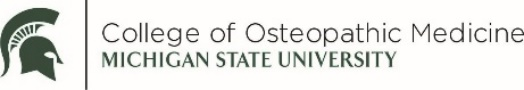 College of Osteopathic Medicine
MICHIGAN STATE UNIVERSITY